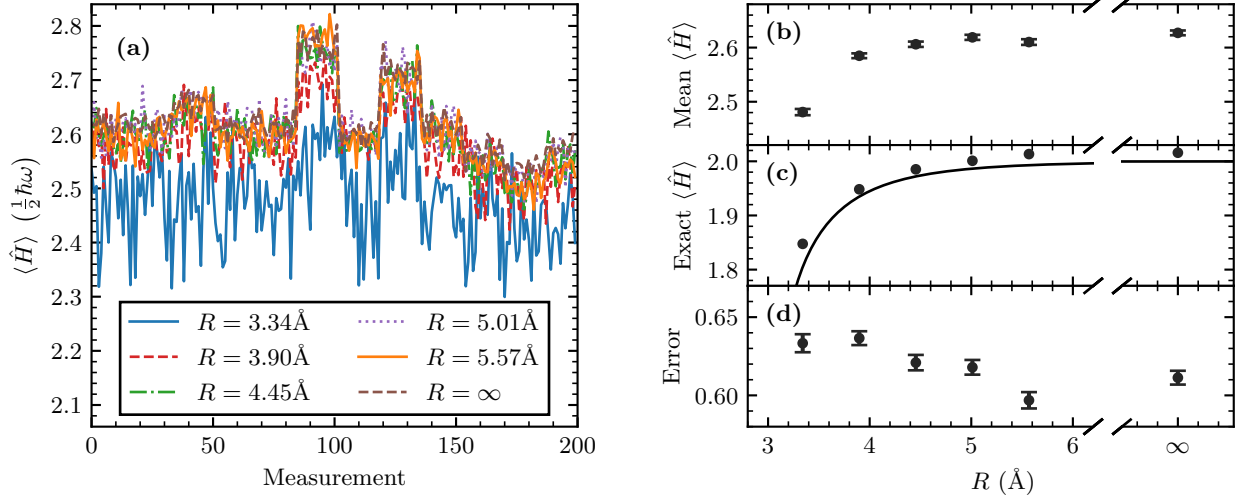 (a)
2.8
2.7
2.6
2.5
2.4
2.3
2.2
2.1
⟨Ĥ⟩ (½ℏω)
R = 3.34Å
R = 3.90Å
R = 4.45Å
R = 5.01Å
R = 5.57Å
R = ∞
0 50 100 150 200
Measurement
(b)
2.6
2.5
Mean ⟨Ĥ⟩
(c)
2.0
1.9
1.8
Exact ⟨Ĥ⟩
(d)
0.65
0.60
Error
3 4 5 6 ∞
R (Å)